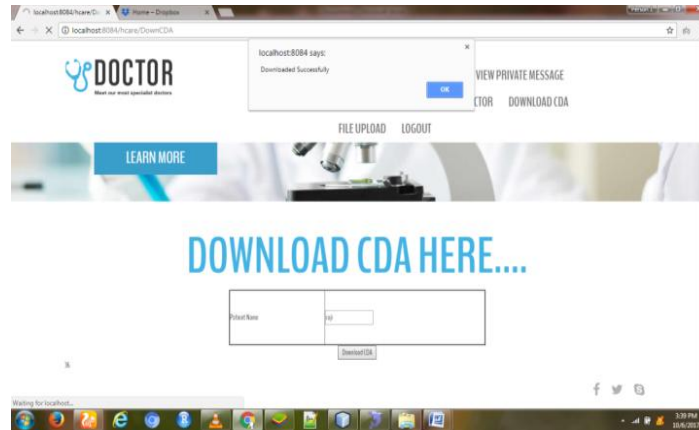 localhost:8084/hcare/Do
Home – Dropbox
localhost:8084/hcare/DownCDA
localhost:8084 says:
Downloaded Successfully
OK
DOCTOR
Meet our most specialist doctors
VIEW PRIVATE MESSAGE
CTOR
DOWNLOAD CDA
FILE UPLOAD
LOGOUT
LEARN MORE
DOWNLOAD CDA HERE....
Patient Name
Download CDA
Waiting for localhost...
3:39 PM